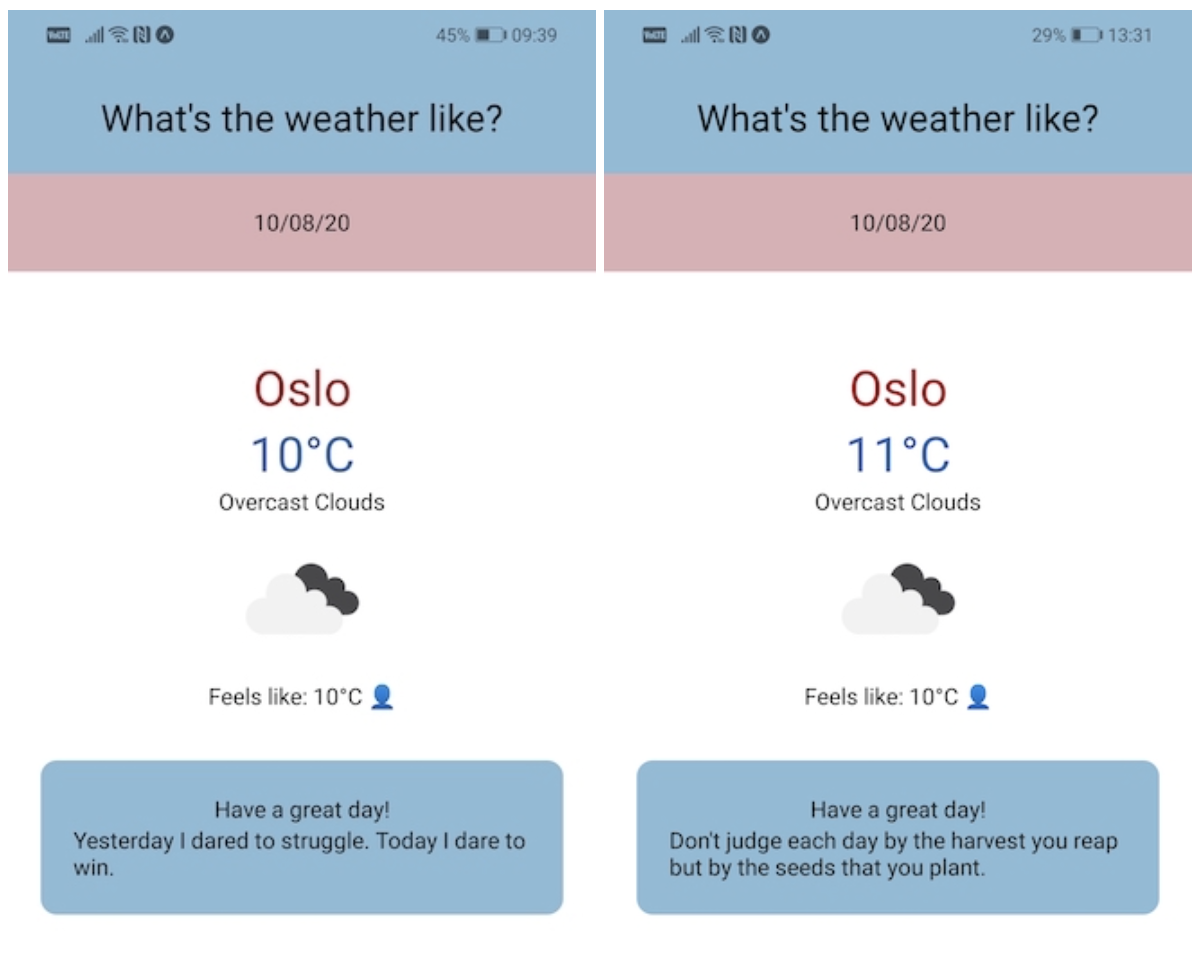 VoLTE 45% 09:39
What's the weather like?
10/08/20
Oslo
10°C
Overcast Clouds
Feels like: 10°C
Have a great day!
Yesterday I dared to struggle. Today I dare to
win.
VoLTE 29% 13:31
What's the weather like?
10/08/20
Oslo
11°C
Overcast Clouds
Feels like: 10°C
Have a great day!
Don't judge each day by the harvest you reap
but by the seeds that you plant.